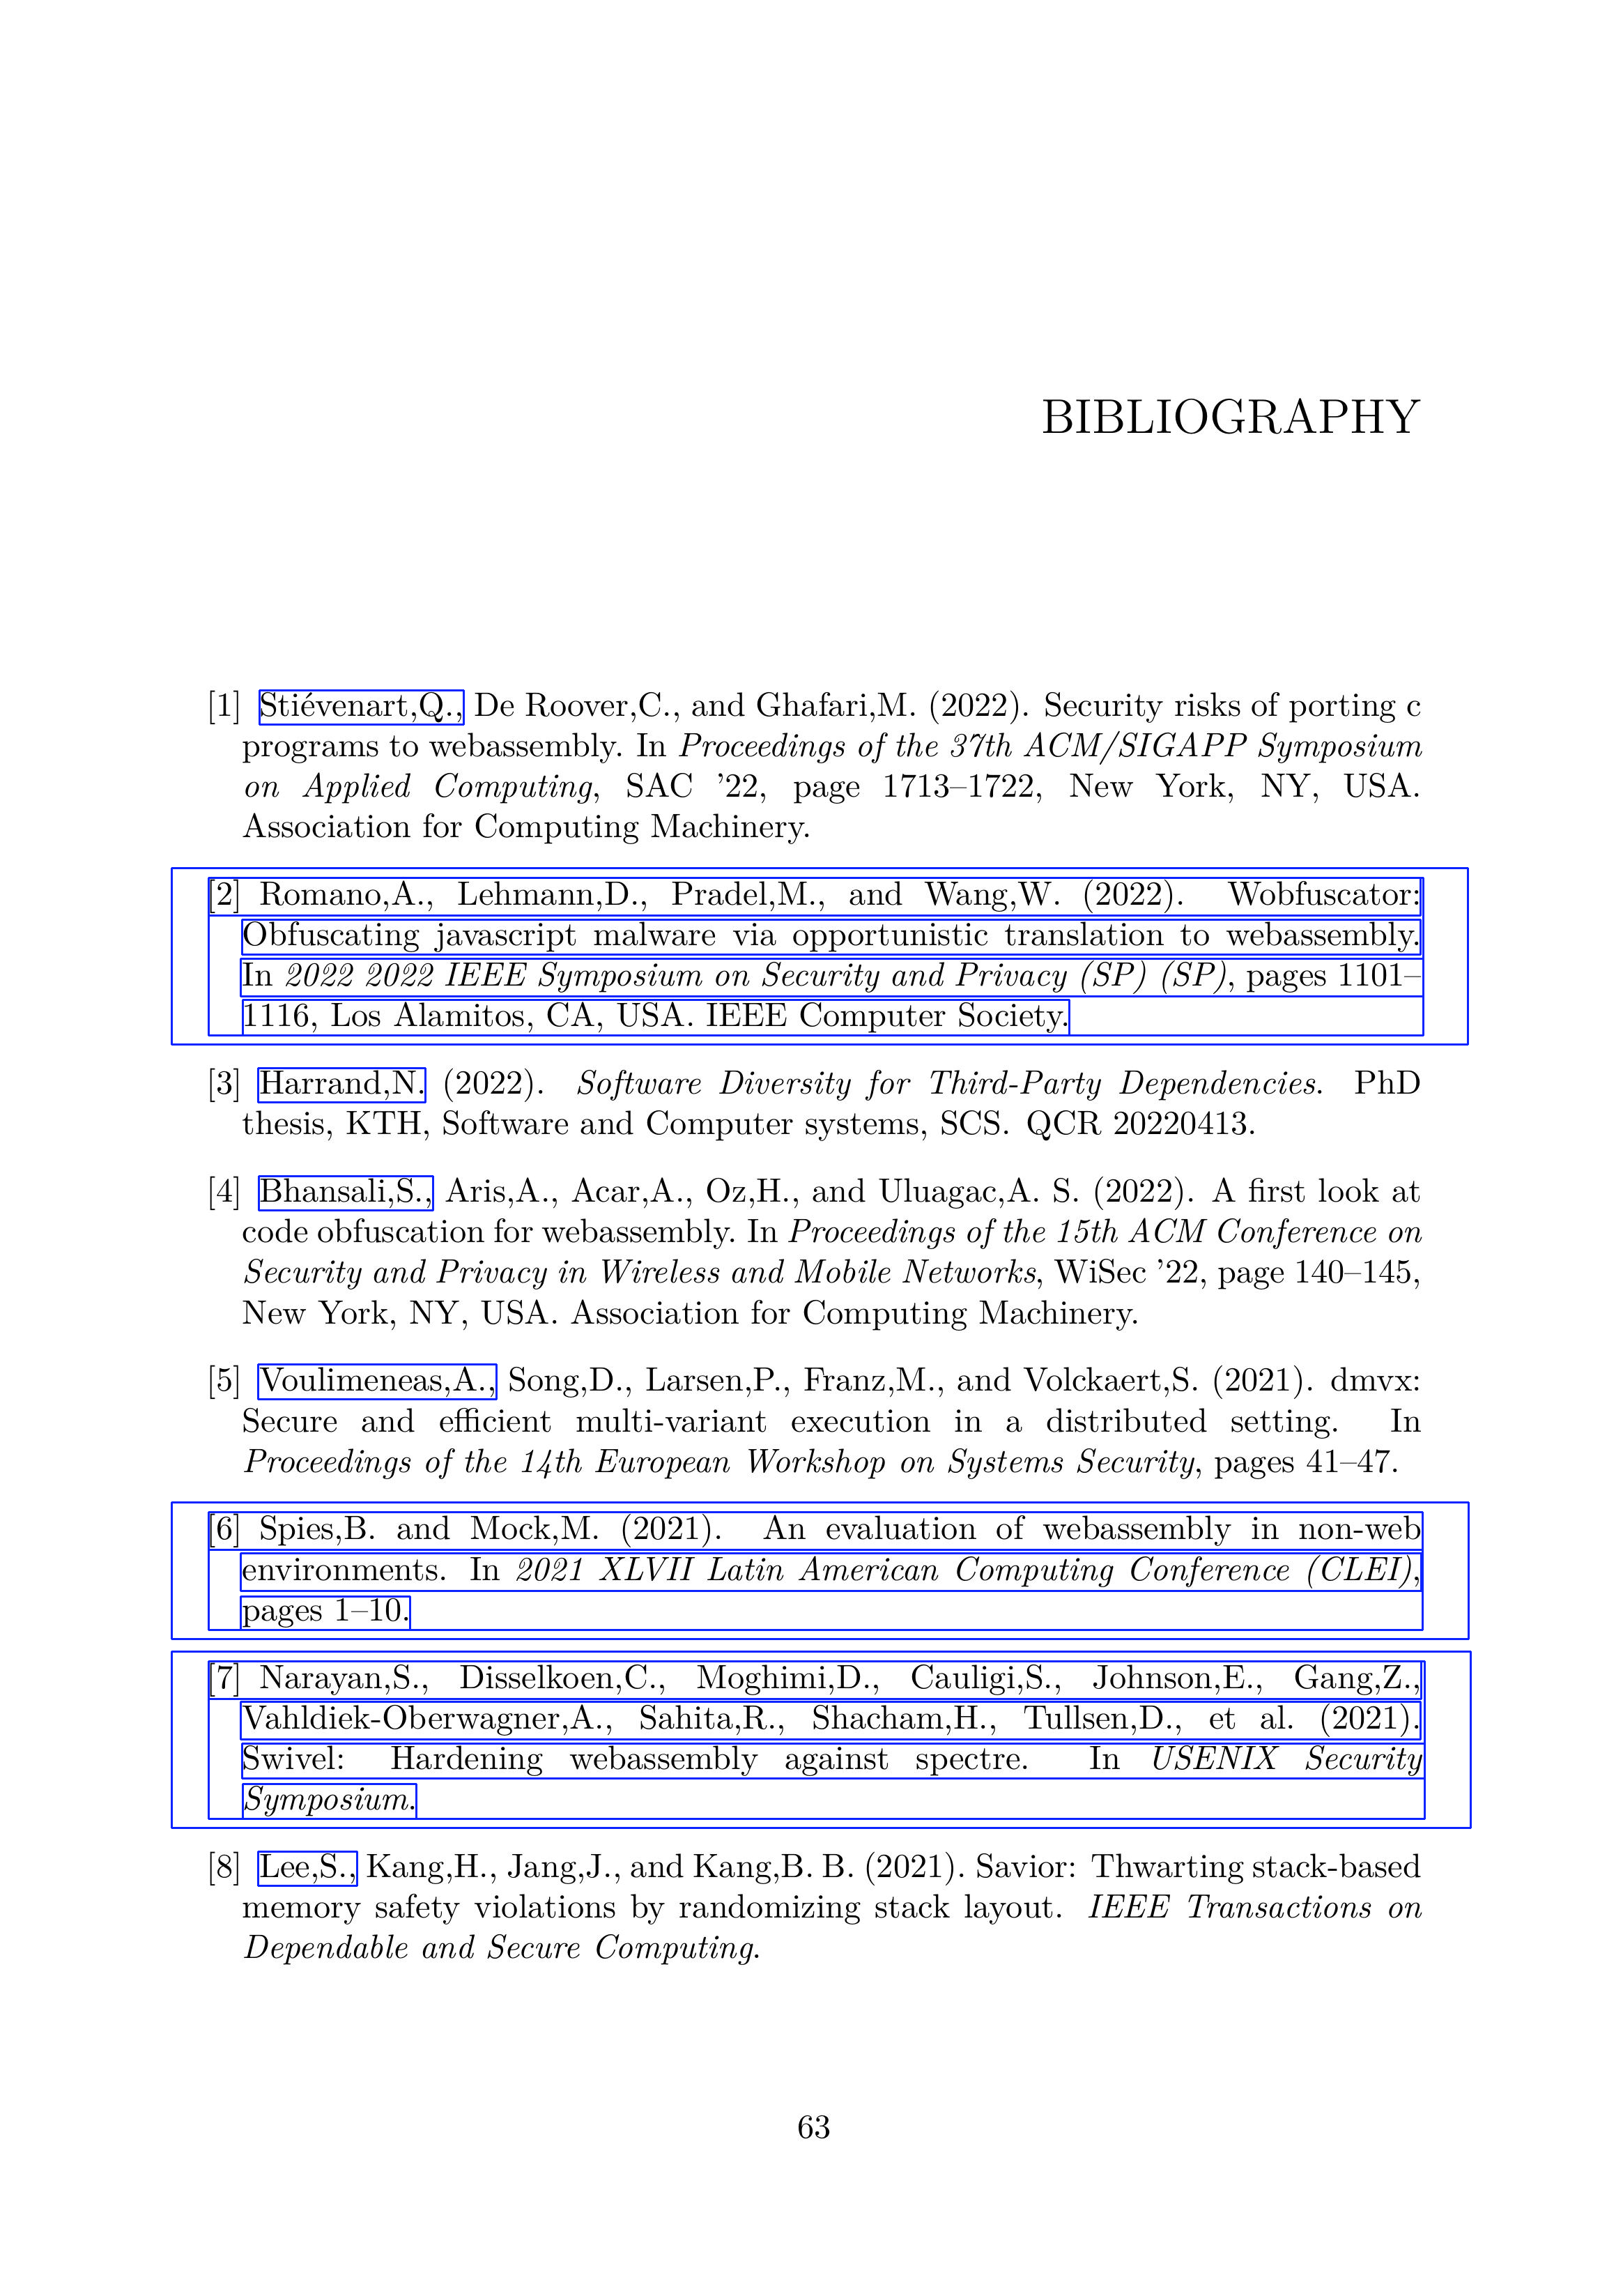 BIBLIOGRAPHY
[1] Stiévenart,Q., De Roover,C., and Ghafari,M. (2022). Security risks of porting c
programs to webassembly. In Proceedings of the 37th ACM/SIGAPP Symposium
on Applied Computing, SAC ’22, page 1713–1722, New York, NY, USA.
Association for Computing Machinery.
[2] Romano,A., Lehmann,D., Pradel,M., and Wang,W. (2022). Wobfuscator:
Obfuscating javascript malware via opportunistic translation to webassembly.
In 2022 2022 IEEE Symposium on Security and Privacy (SP) (SP), pages 1101–
1116, Los Alamitos, CA, USA. IEEE Computer Society.
[3] Harrand,N. (2022). Software Diversity for Third-Party Dependencies. PhD
thesis, KTH, Software and Computer systems, SCS. QCR 20220413.
[4] Bhansali,S., Aris,A., Acar,A., Oz,H., and Uluagac,A. S. (2022). A first look at
code obfuscation for webassembly. In Proceedings of the 15th ACM Conference on
Security and Privacy in Wireless and Mobile Networks, WiSec ’22, page 140–145,
New York, NY, USA. Association for Computing Machinery.
[5] Voulimeneas,A., Song,D., Larsen,P., Franz,M., and Volckaert,S. (2021). dmvx:
Secure and efficient multi-variant execution in a distributed setting. In
Proceedings of the 14th European Workshop on Systems Security, pages 41–47.
[6] Spies,B. and Mock,M. (2021). An evaluation of webassembly in non-web
environments. In 2021 XLVII Latin American Computing Conference (CLEI),
pages 1–10.
[7] Narayan,S., Disselkoen,C., Moghimi,D., Cauligi,S., Johnson,E., Gang,Z.,
Vahldiek-Oberwagner,A., Sahita,R., Shacham,H., Tullsen,D., et al. (2021).
Swivel: Hardening webassembly against spectre. In USENIX Security
Symposium.
[8] Lee,S., Kang,H., Jang,J., and Kang,B. B. (2021). Savior: Thwarting stack-based
memory safety violations by randomizing stack layout. IEEE Transactions on
Dependable and Secure Computing.
63